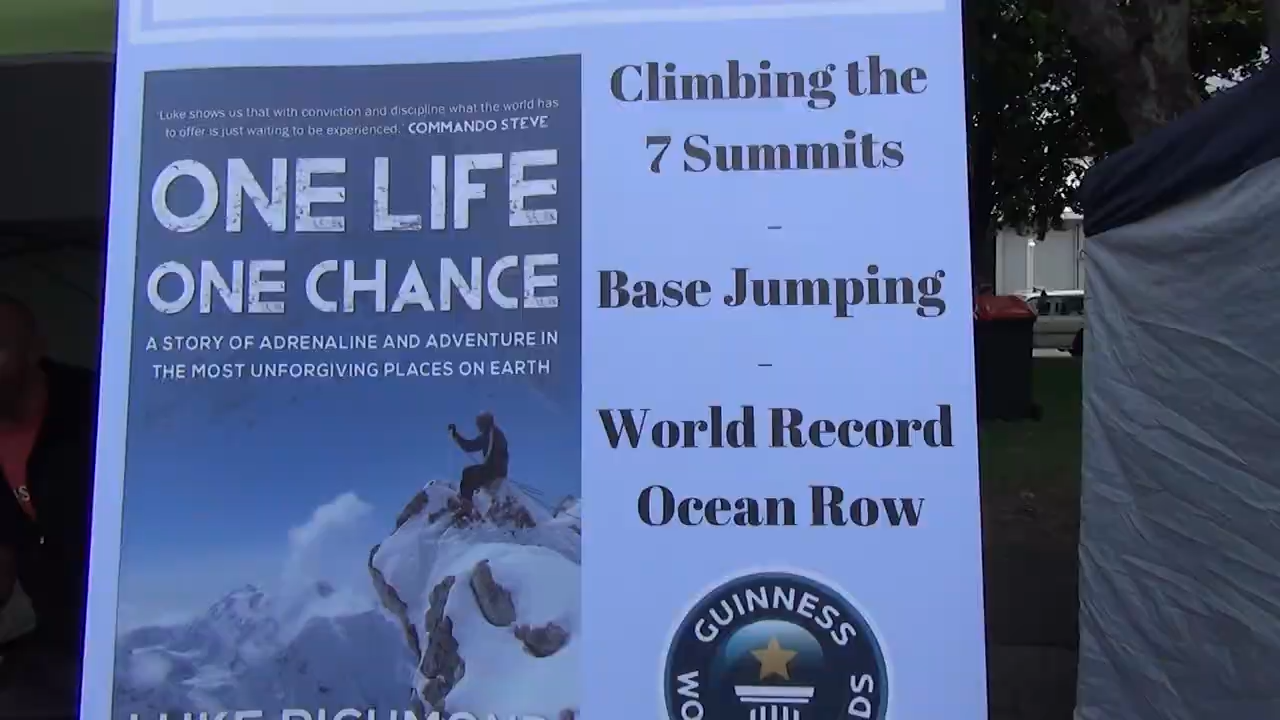 'Luke shows us that with conviction and discipline what the world has
to offer is just waiting to be experienced.' COMMANDO STEVE
ONE LIFE
ONE CHANCE
A STORY OF ADRENALINE AND ADVENTURE IN
THE MOST UNFORGIVING PLACES ON EARTH
LUKE RICHMOND
Climbing the
7 Summits
-
Base Jumping
-
World Record
Ocean Row
GUINNESS